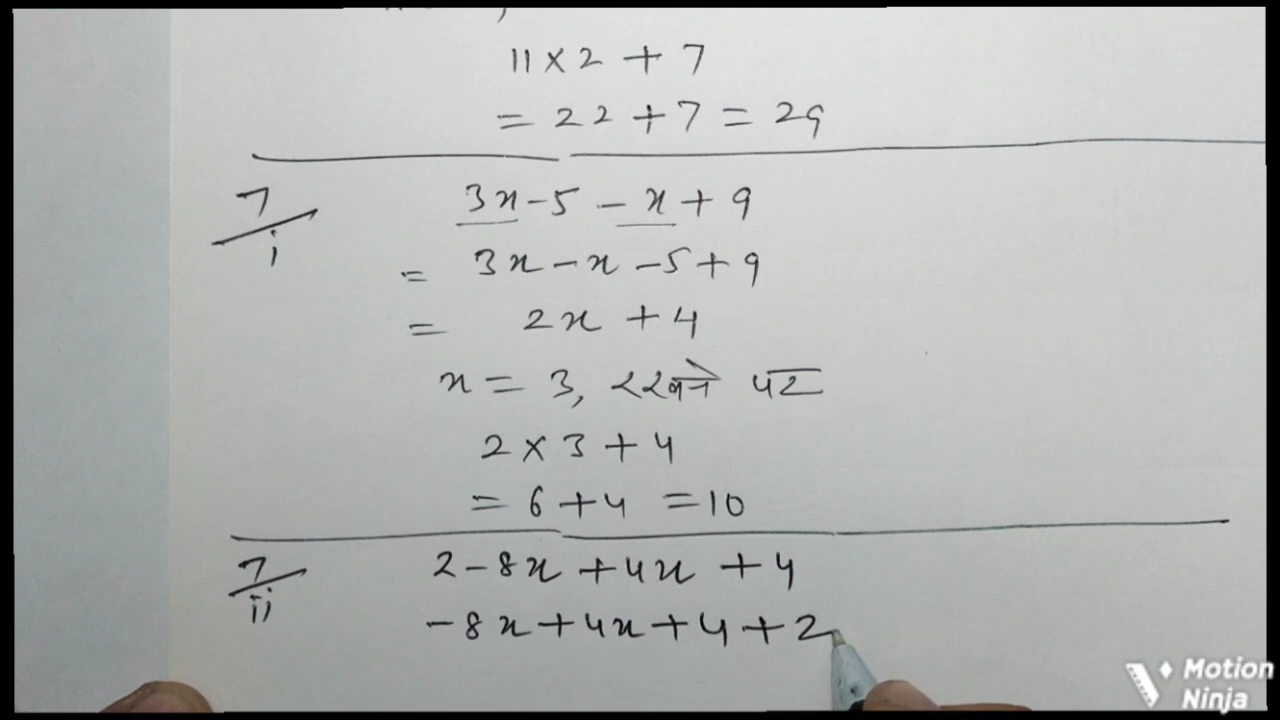 11 × 2 + 7
= 22 + 7 = 29
7/i
3x - 5 - x + 9
= 3x - x - 5 + 9
= 2x + 4
x = 3, रखने पर
2 × 3 + 4
= 6 + 4 = 10
7/ii
2 - 8x + 4x + 4
- 8x + 4x + 4 + 2
Motion
Ninja